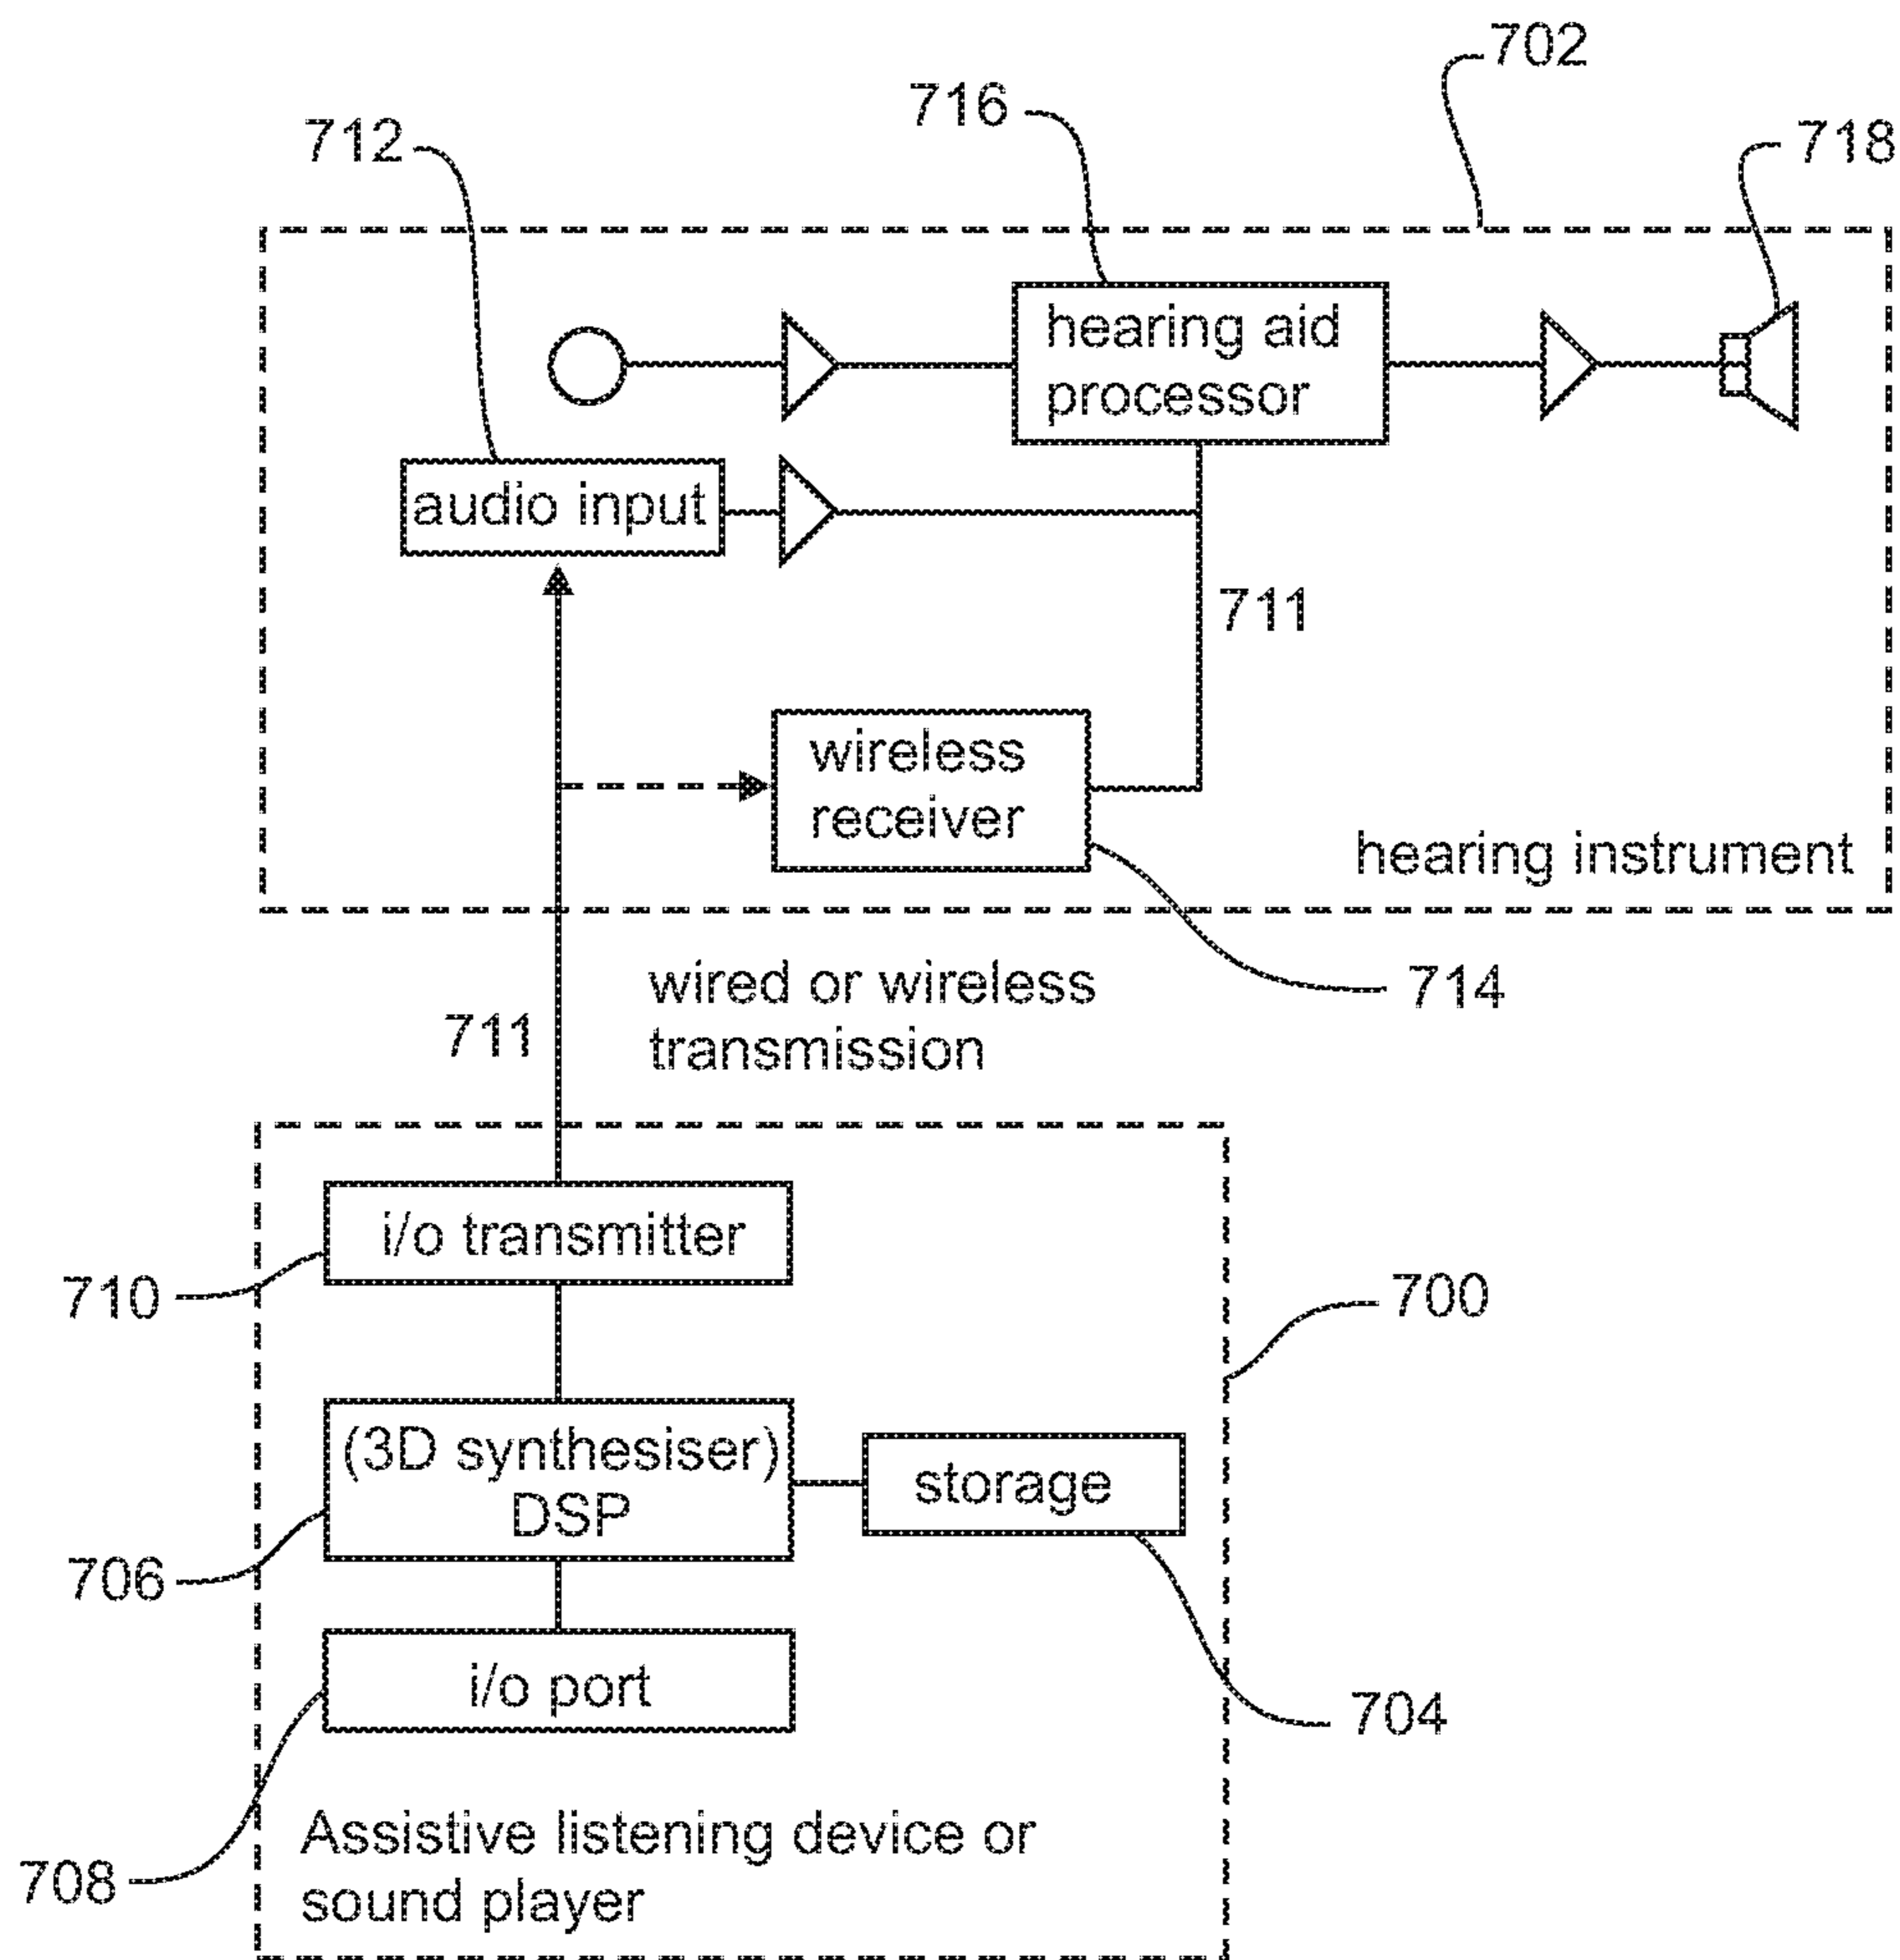 702
716
712
718
hearing aid
processor
audio input
711
wireless
receiver
hearing instrument
714
wired or wireless
transmission
711
i/o transmitter
710
700
(3D synthesiser)
DSP
storage
706
i/o port
704
Assistive listening device or
sound player
708